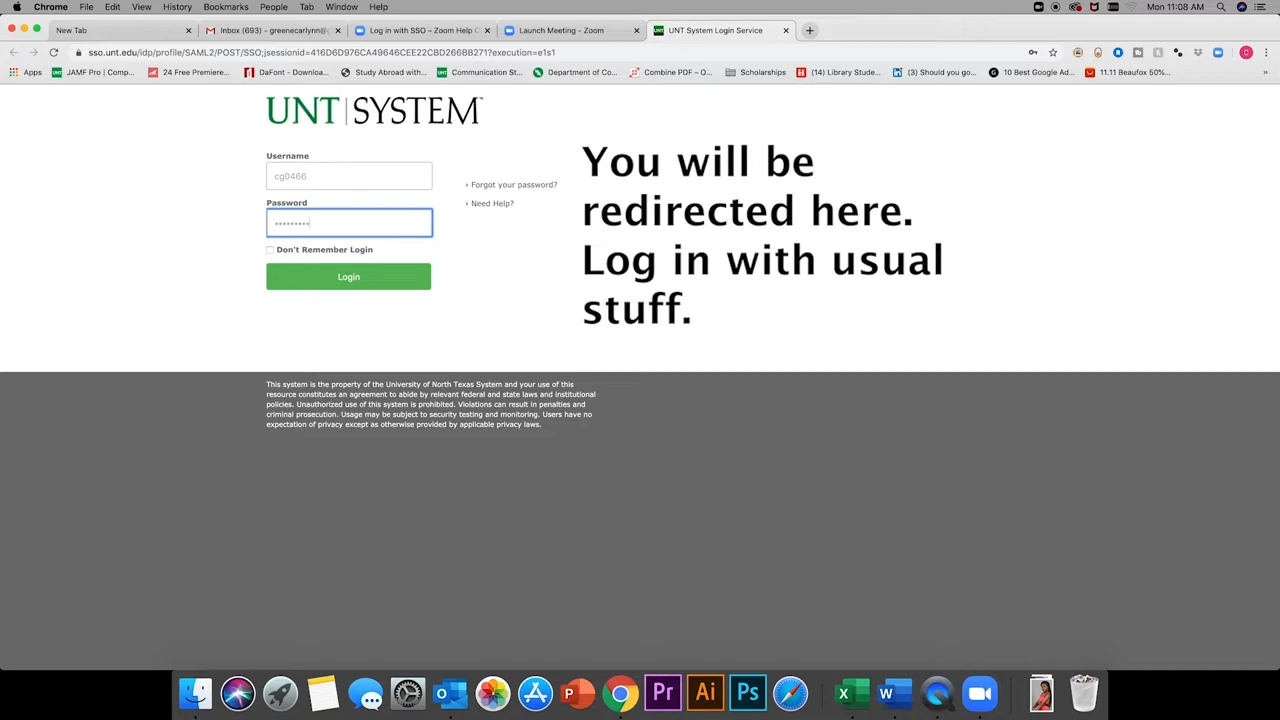 Chrome File Edit View History Bookmarks People Tab Window Help Mon 11:08 AM
New Tab Inbox (693) - greenecarlynn@ Log in with SSO – Zoom Help C Launch Meeting - Zoom UNT System Login Service
sso.unt.edu/idp/profile/SAML2/POST/SSO;jsessionid=416D6D976CA49646CEE22CBD266BB271?execution=e1s1
Apps JAMF Pro | Comp... 24 Free Premiere... DaFont - Downloa... Study Abroad with... Communication St... Department of Co... Combine PDF – O... Scholarships (14) Library Stude... (3) Should you go... 10 Best Google Ad... 11.11 Beaufox 50%...
UNT SYSTEM™
Username
cg0466
Password
Don't Remember Login
Login
Forgot your password?
Need Help?
You will be
redirected here.
Log in with usual
stuff.
This system is the property of the University of North Texas System and your use of this
resource constitutes an agreement to abide by relevant federal and state laws and institutional
policies. Unauthorized use of this system is prohibited. Violations can result in penalties and
criminal prosecution. Usage may be subject to security testing and monitoring. Users have no
expectation of privacy except as otherwise provided by applicable privacy laws.
Pr Ai Ps